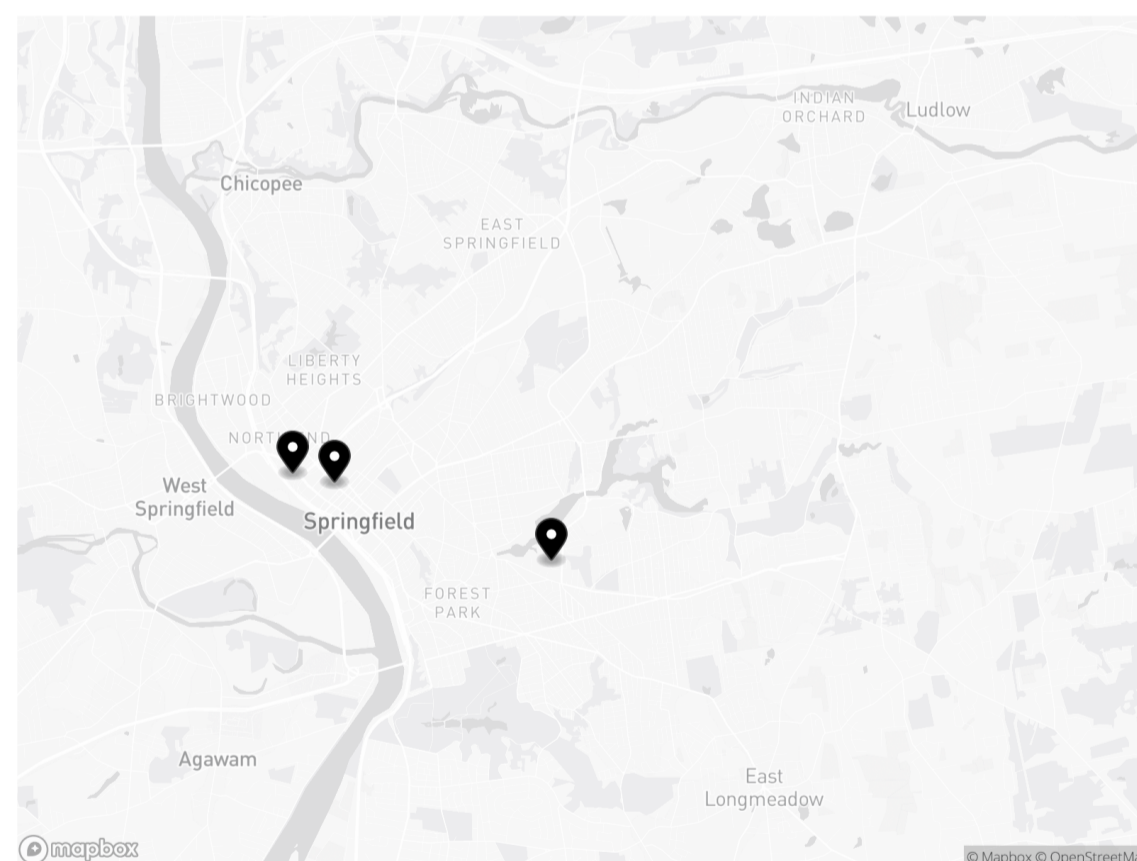 INDIAN
ORCHARD
Ludlow
Chicopee
EAST
SPRINGFIELD
LIBERTY
HEIGHTS
BRIGHTWOOD
West
Springfield
Springfield
FOREST
PARK
Agawam
East
Longmeadow
mapbox
© Mapbox ©